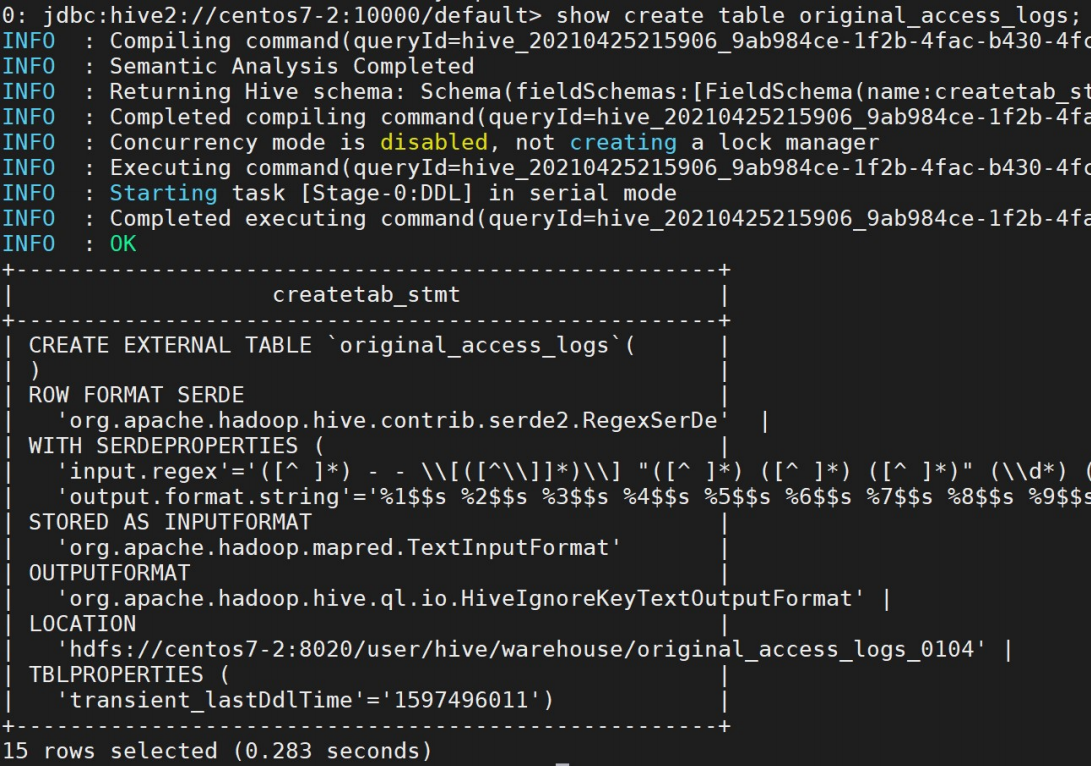 0: jdbc:hive2://centos7-2:10000/default> show create table original_access_logs;
INFO  : Compiling command(queryId=hive_20210425215906_9ab984ce-1f2b-4fac-b430-4fc
INFO  : Semantic Analysis Completed
INFO  : Returning Hive schema: Schema(fieldSchemas:[FieldSchema(name:createtab_st
INFO  : Completed compiling command(queryId=hive_20210425215906_9ab984ce-1f2b-4fa
INFO  : Concurrency mode is disabled, not creating a lock manager
INFO  : Executing command(queryId=hive_20210425215906_9ab984ce-1f2b-4fac-b430-4fc
INFO  : Starting task [Stage-0:DDL] in serial mode
INFO  : Completed executing command(queryId=hive_20210425215906_9ab984ce-1f2b-4fa
INFO  : OK
+----------------------------------------------------+
|                   createtab_stmt                   |
+----------------------------------------------------+
| CREATE EXTERNAL TABLE `original_access_logs`(      |
| )                                                  |
| ROW FORMAT SERDE                                   |
|   'org.apache.hadoop.hive.contrib.serde2.RegexSerDe'  |
| WITH SERDEPROPERTIES (                             |
|   'input.regex'='([^ ]*) - - \\[([^\\]]*)\\] "([^ ]*) ([^ ]*) ([^ ]*)" (\\d*) (
|   'output.format.string'='%1$$s %2$$s %3$$s %4$$s %5$$s %6$$s %7$$s %8$$s %9$$s
| STORED AS INPUTFORMAT                              |
|   'org.apache.hadoop.mapred.TextInputFormat'       |
| OUTPUTFORMAT                                       |
|   'org.apache.hadoop.hive.ql.io.HiveIgnoreKeyTextOutputFormat' |
| LOCATION                                           |
|   'hdfs://centos7-2:8020/user/hive/warehouse/original_access_logs_0104' |
| TBLPROPERTIES (                                    |
|   'transient_lastDdlTime'='1597496011')            |
+----------------------------------------------------+
15 rows selected (0.283 seconds)